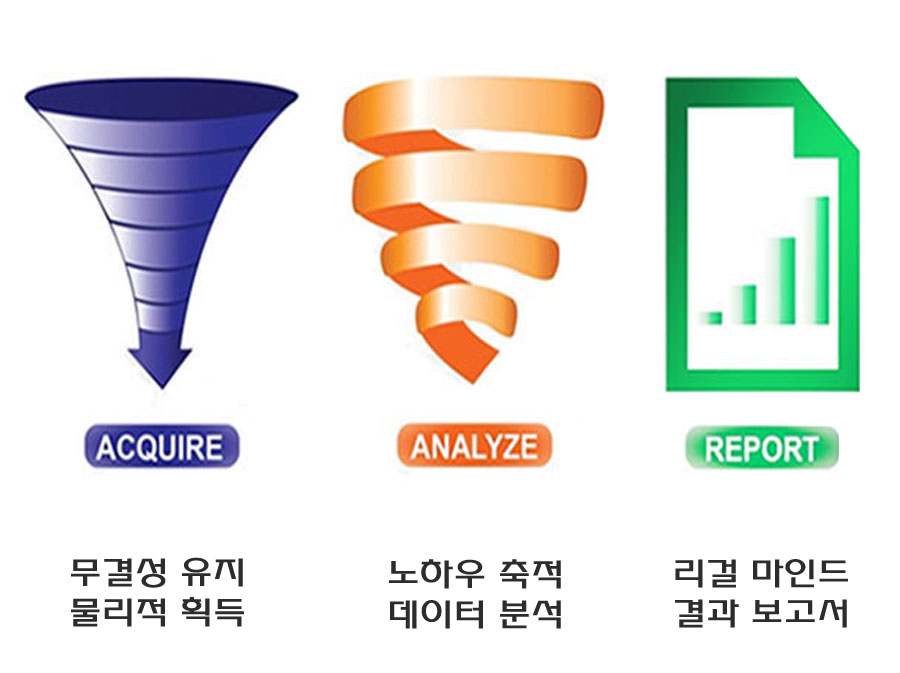 ACQUIRE
무결성 유지
물리적 획득
ANALYZE
노하우 축적
데이터 분석
REPORT
리걸 마인드
결과 보고서